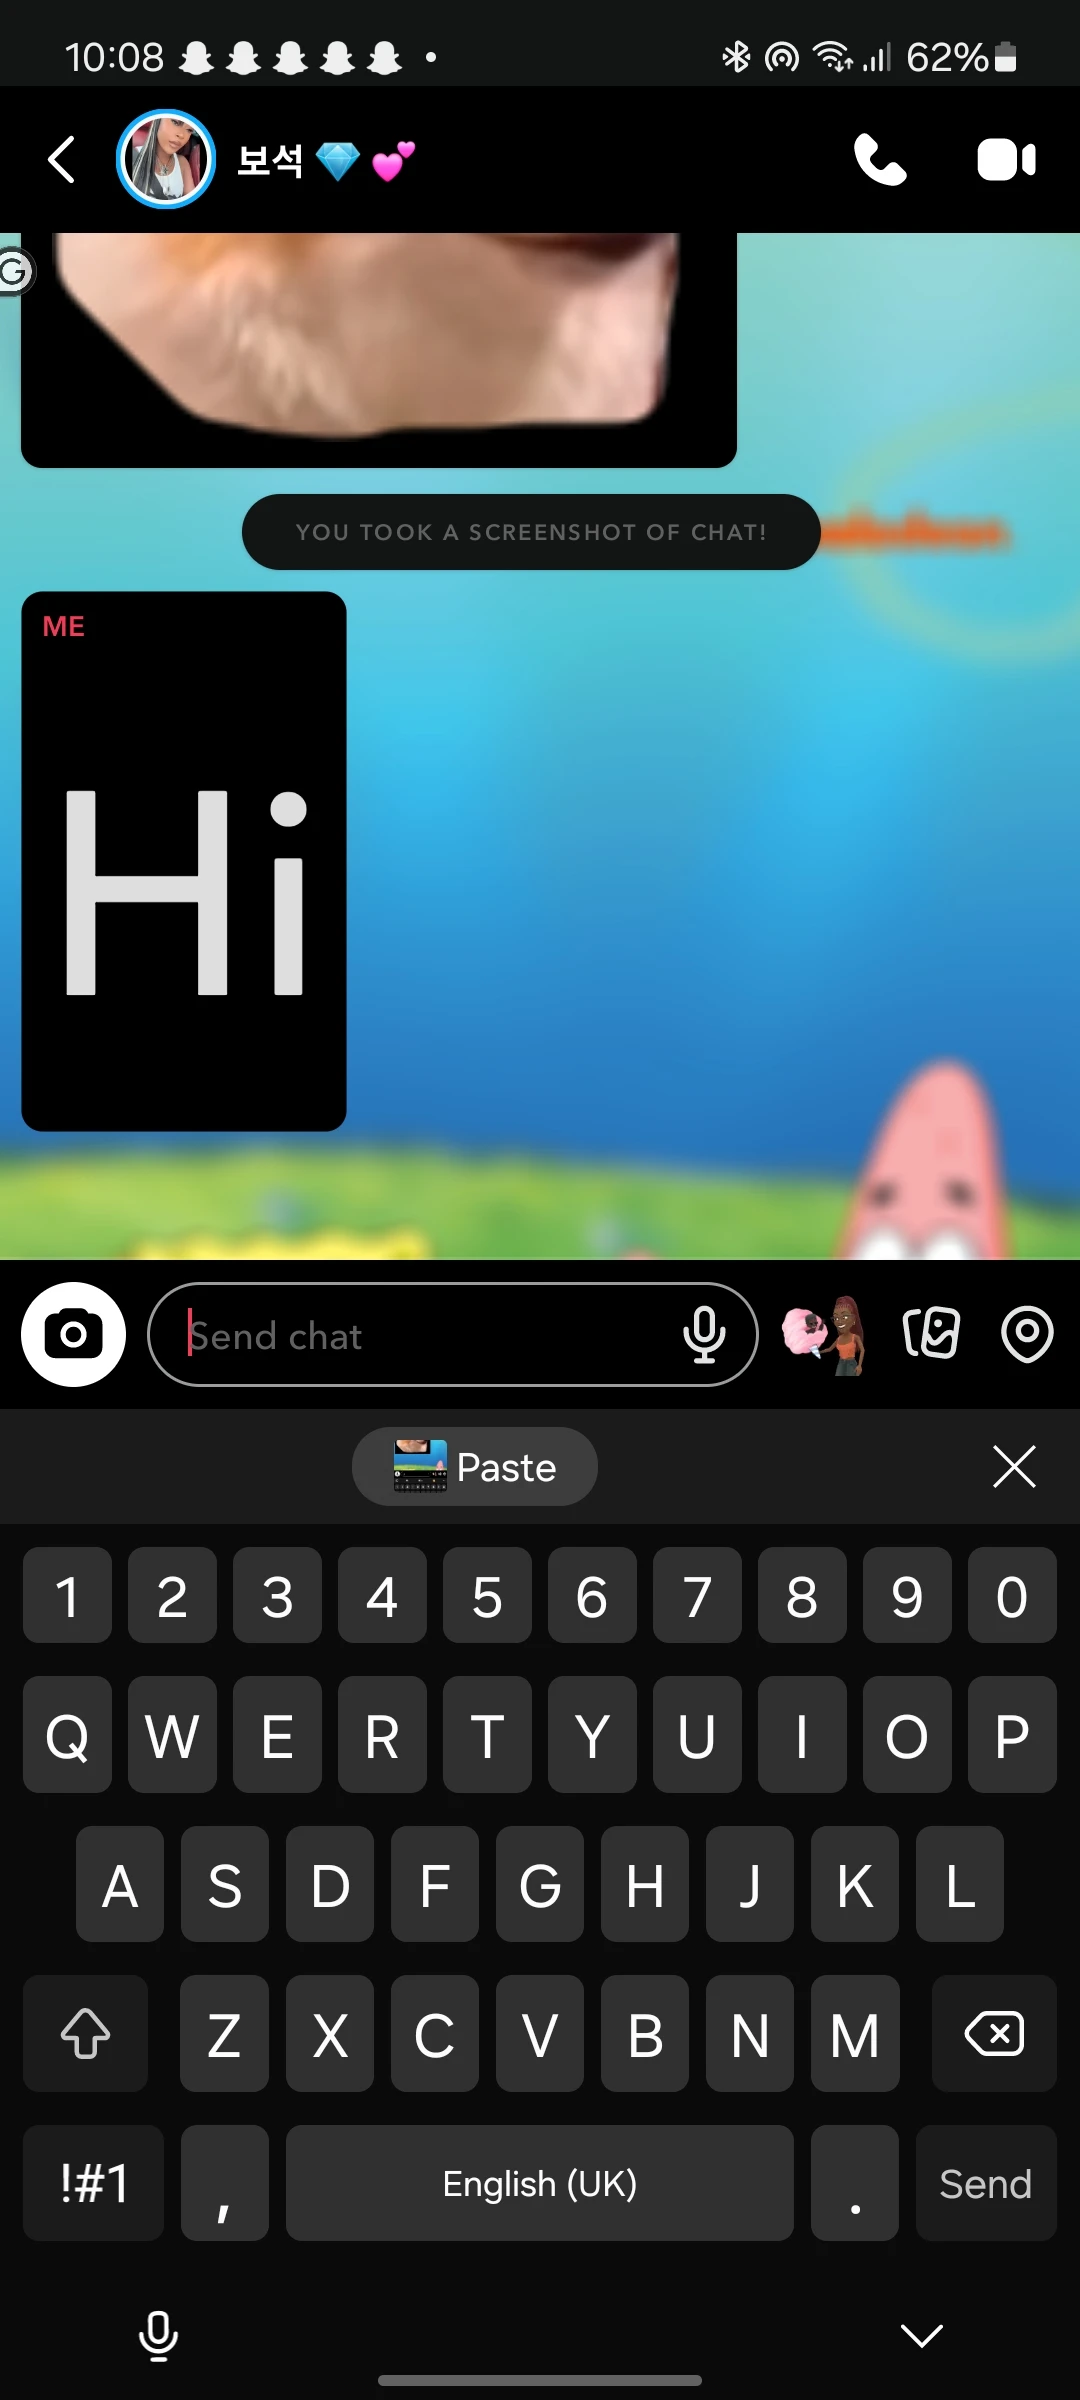 10:08
62%
보석 💎 💕
G
YOU TOOK A SCREENSHOT OF CHAT!
ME
Hi
Send chat
Paste
1 2 3 4 5 6 7 8 9 0
Q W E R T Y U I O P
A S D F G H J K L
Z X C V B N M
!#1 , English (UK) . Send